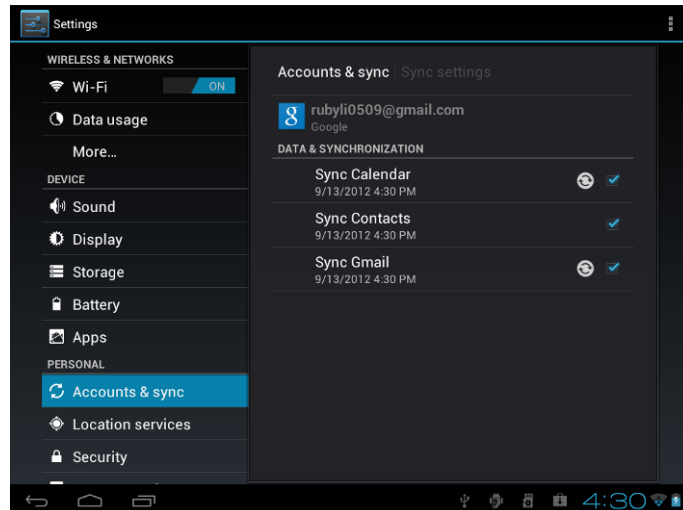 Settings
WIRELESS & NETWORKS
Wi-Fi ON
Data usage
More...
DEVICE
Sound
Display
Storage
Battery
Apps
PERSONAL
Accounts & sync
Location services
Security
Accounts & sync Sync settings
8 rubyli0509@gmail.com
Google
DATA & SYNCHRONIZATION
Sync Calendar
9/13/2012 4:30 PM
Sync Contacts
9/13/2012 4:30 PM
Sync Gmail
9/13/2012 4:30 PM
4:30